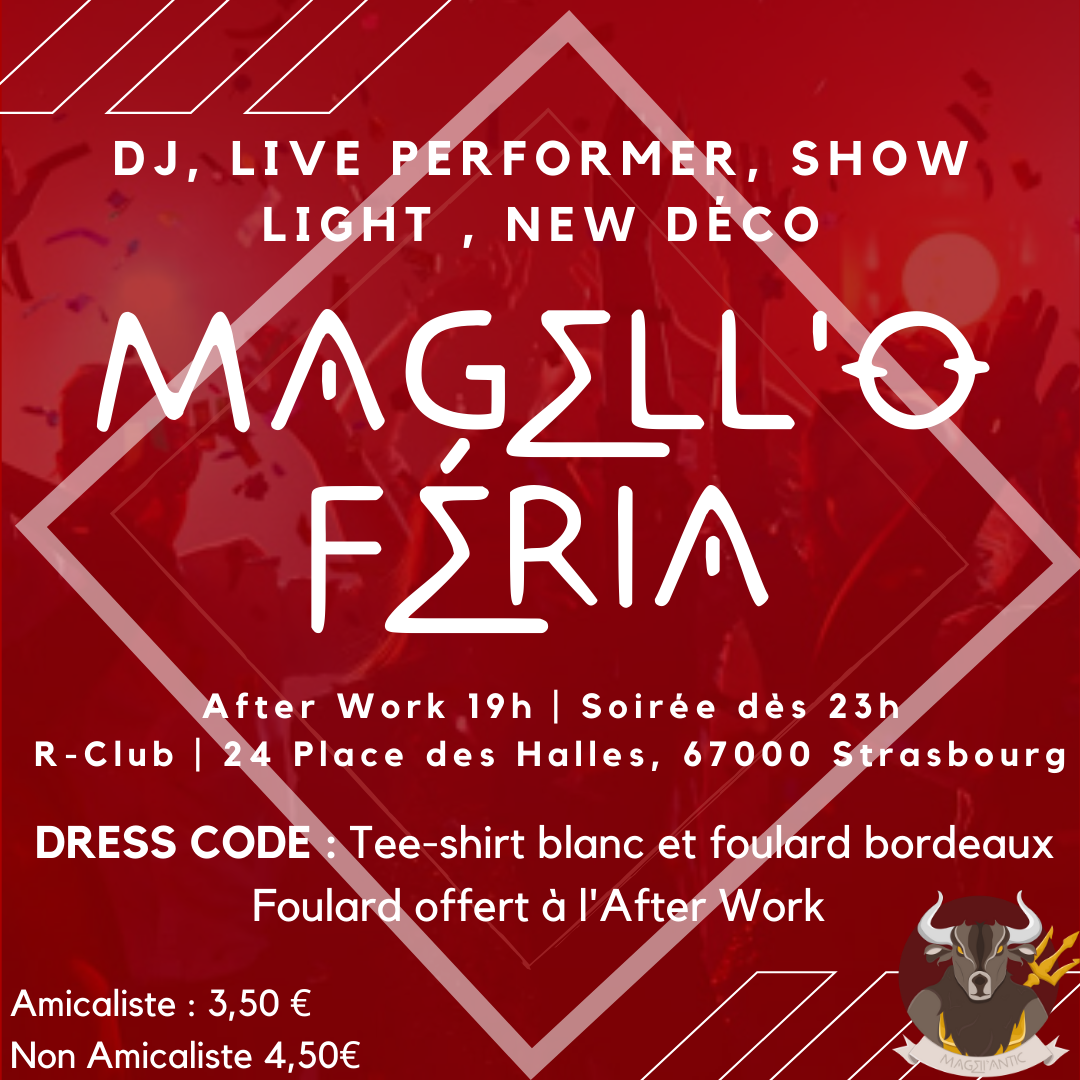 DJ, LIVE PERFORMER, SHOW
LIGHT , NEW DÉCO
MAGELL'O
FÉRIA
After Work 19h | Soirée dès 23h
R-Club | 24 Place des Halles, 67000 Strasbourg
DRESS CODE : Tee-shirt blanc et foulard bordeaux
Foulard offert à l'After Work
Amicaliste : 3,50 €
Non Amicaliste 4,50€
MAGELL'ANTIC